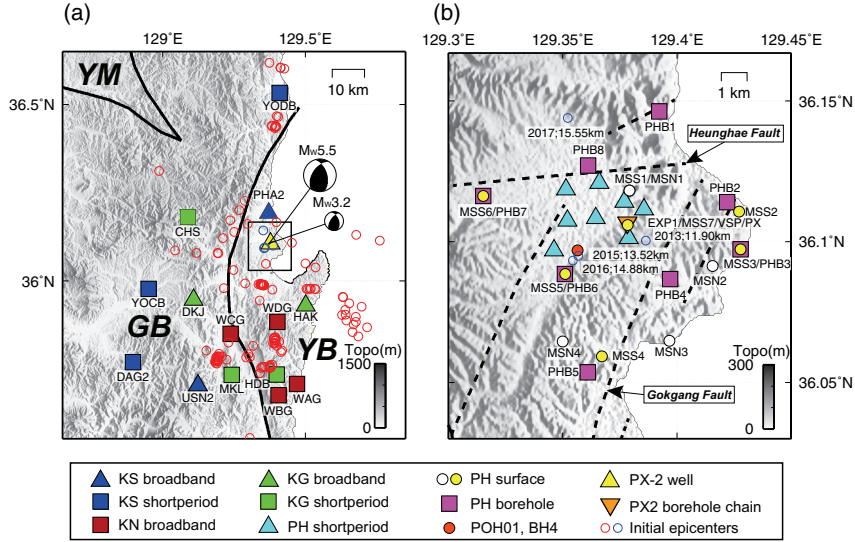 (a)
129°E
129.5°E
YM
10 km
36.5°N
YODB
Mw5.5
Mw3.2
PHA2
CHS
36°N
YOCB
DKJ
HAK
GB
WCG
WDG
YB
DAG2
USN2
MKL
HDB
WBG
WAG
Topo(m)
1500
0
(b)
129.3°E
129.35°E
129.4°E
129.45°E
1 km
36.15°N
2017;15.55km
PHB1
Heunghae Fault
PHB8
MSS1/MSN1
PHB2
MSS6/PHB7
MSS2
EXP1/MSS7/VSP/PX
2013;11.90km
36.1°N
2015;13.52km
2016;14.88km
MSS3/PHB3
MSS5/PHB6
PHB4
MSN2
MSN4
MSS4
MSN3
PHB5
36.05°N
Gokgang Fault
Topo(m)
300
0
KS broadband
KG broadband
PH surface
PX-2 well
KS shortperiod
KG shortperiod
PH borehole
PX2 borehole chain
KN broadband
PH shortperiod
POH01, BH4
Initial epicenters